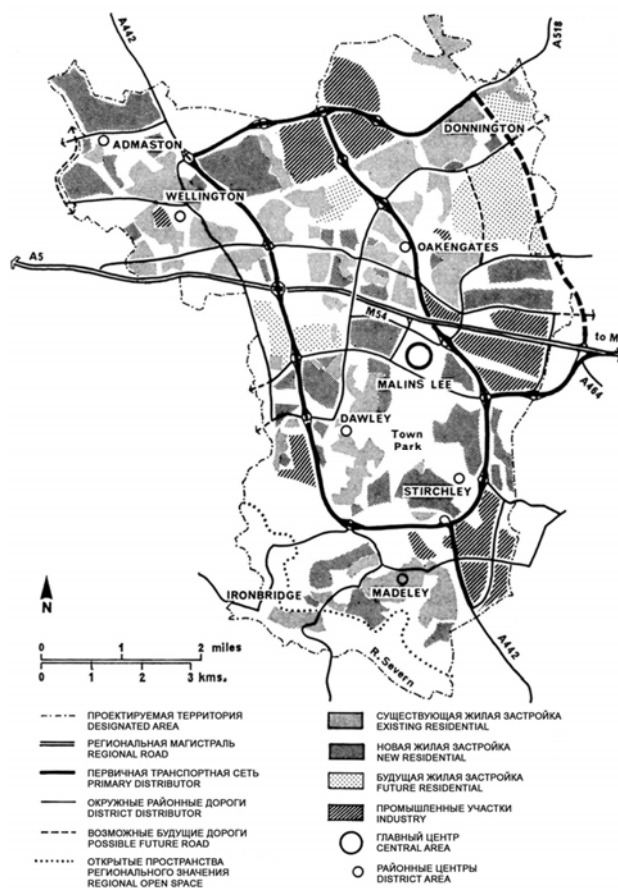 A442
A518
DONNINGTON
ADMASTON
WELLINGTON
OAKENGATES
A5
M54
to M
MALINS LEE
A464
DAWLEY
Town
Park
STIRCHLEY
IRONBRIDGE
MADELEY
N
R. Severn
A442
0 1 2 miles
0 1 2 3 kms.
ПРОЕКТИРУЕМАЯ ТЕРРИТОРИЯ
DESIGNATED AREA
РЕГИОНАЛЬНАЯ МАГИСТРАЛЬ
REGIONAL ROAD
ПЕРВИЧНАЯ ТРАНСПОРТНАЯ СЕТЬ
PRIMARY DISTRIBUTOR
ОКРУЖНЫЕ РАЙОННЫЕ ДОРОГИ
DISTRICT DISTRIBUTOR
ВОЗМОЖНЫЕ БУДУЩИЕ ДОРОГИ
POSSIBLE FUTURE ROAD
ОТКРЫТЫЕ ПРОСТРАНСТВА
РЕГИОНАЛЬНОГО ЗНАЧЕНИЯ
REGIONAL OPEN SPACE
СУЩЕСТВУЮЩАЯ ЖИЛАЯ ЗАСТРОЙКА
EXISTING RESIDENTIAL
НОВАЯ ЖИЛАЯ ЗАСТРОЙКА
NEW RESIDENTIAL
БУДУЩАЯ ЖИЛАЯ ЗАСТРОЙКА
FUTURE RESIDENTIAL
ПРОМЫШЛЕННЫЕ УЧАСТКИ
INDUSTRY
ГЛАВНЫЙ ЦЕНТР
CENTRAL AREA
РАЙОННЫЕ ЦЕНТРЫ
DISTRICT AREA